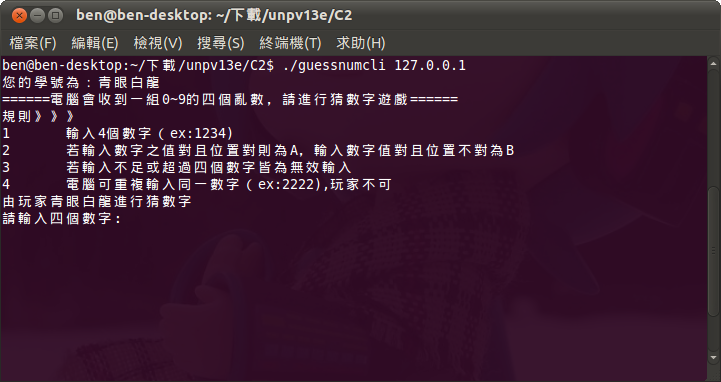 ben@ben-desktop: ~/下載/unpv13e/C2
檔案(F) 編輯(E) 檢視(V) 搜尋(S) 終端機(T) 求助(H)
ben@ben-desktop:~/下載/unpv13e/C2$ ./guessnumcli 127.0.0.1
您的學號為：青眼白龍
======電腦會收到一組0~9的四個亂數，請進行猜數字遊戲======
規則》》》
1 輸入4個數字（ex:1234)
2 若輸入數字之值對且位置對則為A，輸入數字值對且位置不對為B
3 若輸入不足或超過四個數字皆為無效輸入
4 電腦可重複輸入同一數字（ex:2222),玩家不可
由玩家青眼白龍進行猜數字
請輸入四個數字: